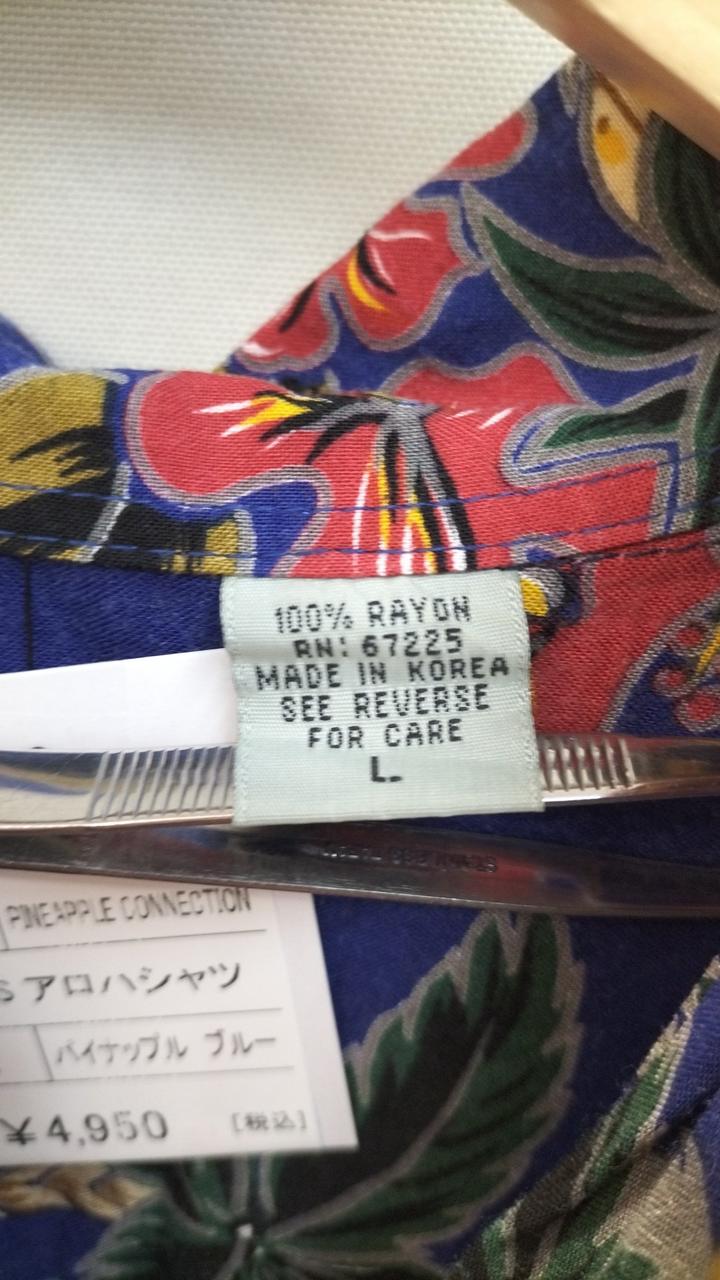 100% RAYON
RN: 67225
MADE IN KOREA
SEE REVERSE
FOR CARE
L.
PINEAPPLE CONNECTION
S アロハシャツ
パイナップル ブルー
¥4,950 [税込]